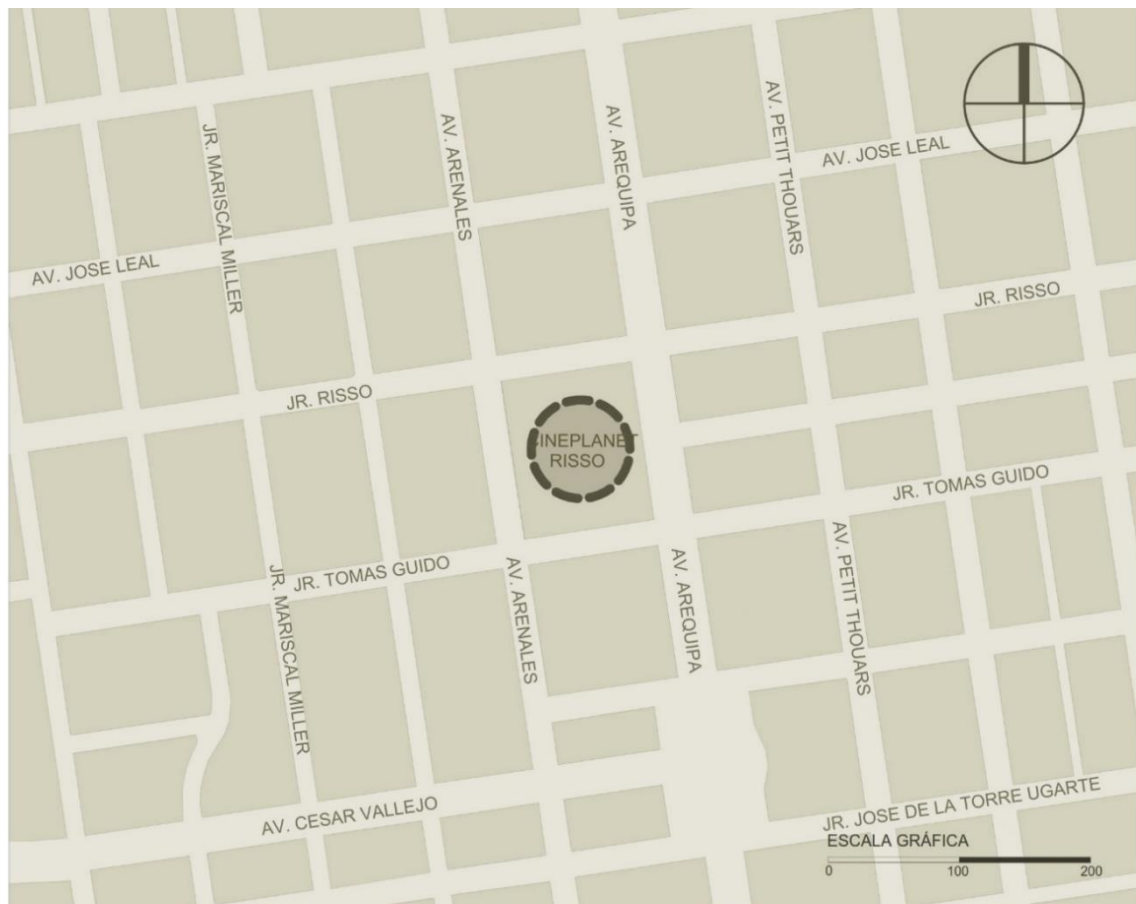 JR. MARISCAL MILLER
AV. ARENALES
AV. AREQUIPA
AV. PETIT THOUARS
AV. JOSE LEAL
AV. JOSE LEAL
JR. RISSO
JR. RISSO
CINEPLANET
RISSO
JR. TOMAS GUIDO
JR. TOMAS GUIDO
JR. MARISCAL MILLER
AV. ARENALES
AV. AREQUIPA
AV. PETIT THOUARS
AV. CESAR VALLEJO
JR. JOSE DE LA TORRE UGARTE
ESCALA GRÁFICA
0 100 200